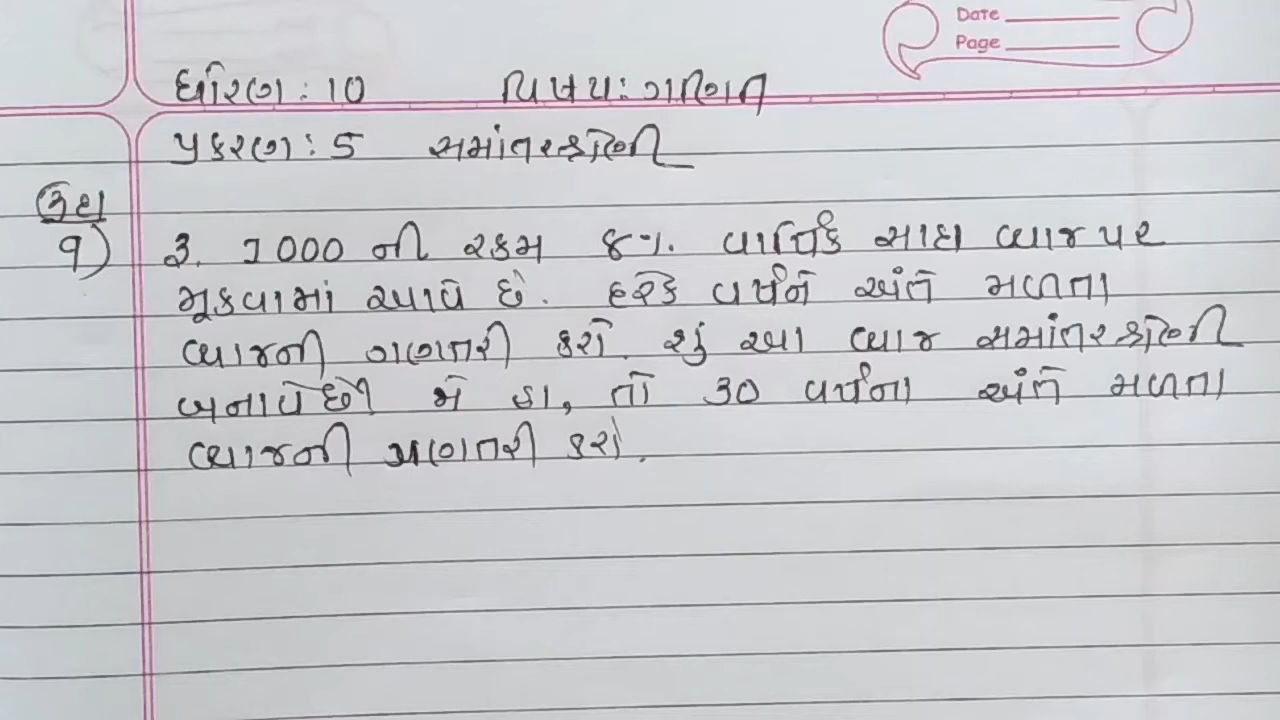 Date
Page
ધોરણ : 10 વિષય : ગણિત
પ્રકરણ : 5 સમાંતરશ્રેણી
ઉદા
૧) રૂ. 1000 ની રકમ 8% વાર્ષિક સાદા વ્યાજ પર
મૂકવામાં આવે છે. દરેક વર્ષને અંતે મળતા
વ્યાજની ગણતરી કરો. શું આ વ્યાજ સમાંતરશ્રેણી
બનાવે છે? જો હા, તો 30 વર્ષના અંતે મળતા
વ્યાજની ગણતરી કરો.